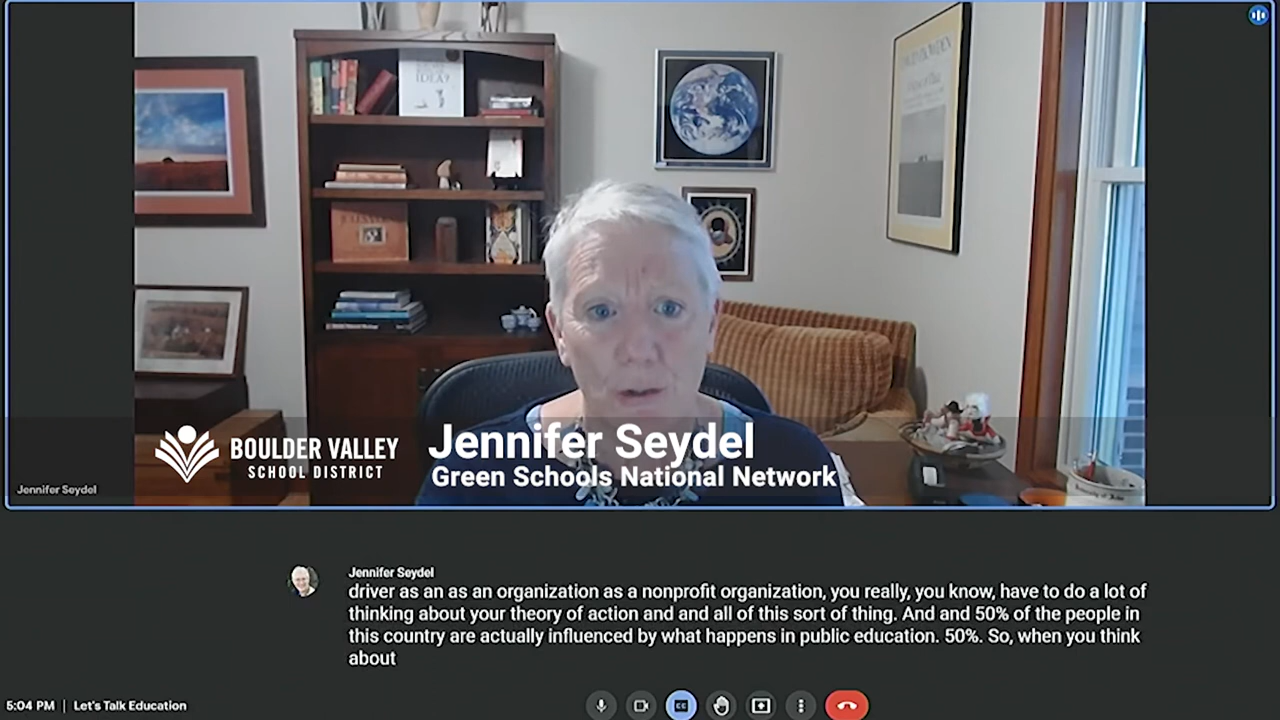 IDEA?
BOULDER VALLEY
SCHOOL DISTRICT
Jennifer Seydel
Green Schools National Network
Jennifer Seydel
Jennifer Seydel
driver as an as an organization as a nonprofit organization, you really, you know, have to do a lot of
thinking about your theory of action and and all of this sort of thing. And and 50% of the people in
this country are actually influenced by what happens in public education. 50%. So, when you think
about
5:04 PM | Let's Talk Education